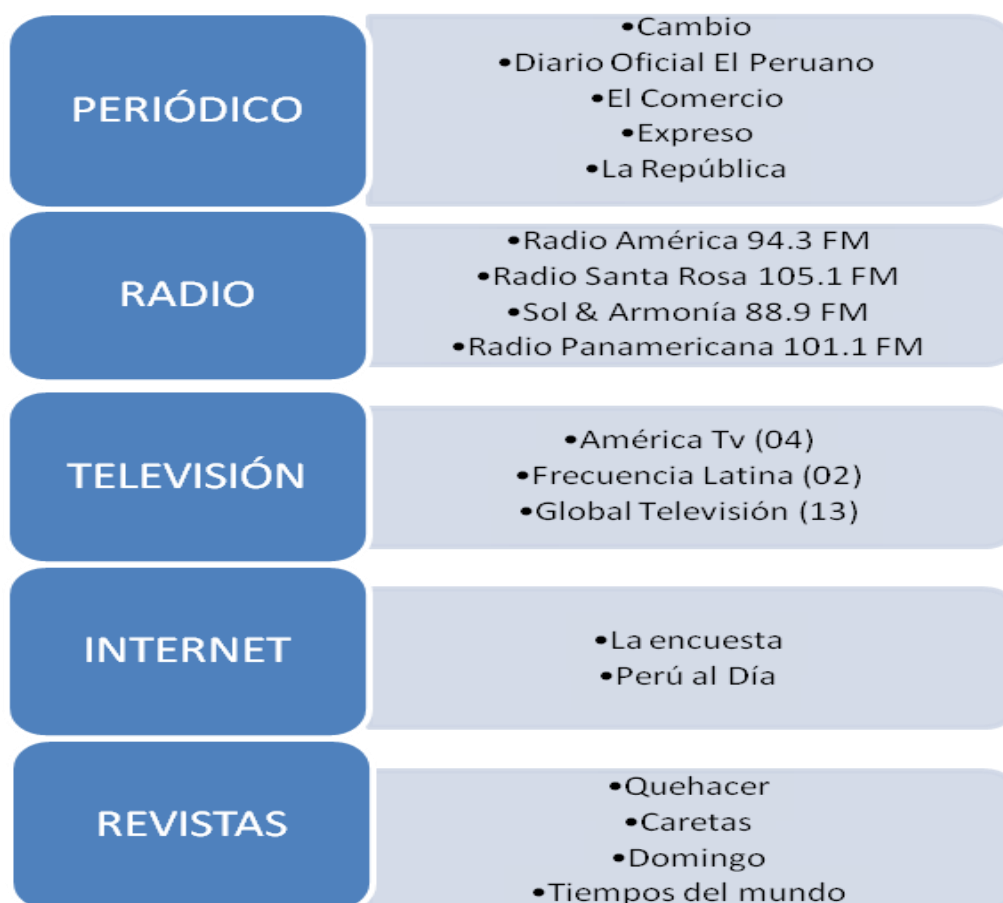 PERIÓDICO
•Cambio
•Diario Oficial El Peruano
•El Comercio
•Expreso
•La República
RADIO
•Radio América 94.3 FM
•Radio Santa Rosa 105.1 FM
•Sol & Armonía 88.9 FM
•Radio Panamericana 101.1 FM
TELEVISIÓN
•América Tv (04)
•Frecuencia Latina (02)
•Global Televisión (13)
INTERNET
•La encuesta
•Perú al Día
REVISTAS
•Quehacer
•Caretas
•Domingo
•Tiempos del mundo